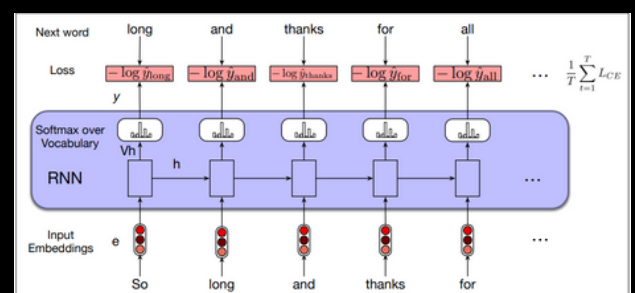 Next word long and thanks for all
Loss − log ŷlong − log ŷand − log ŷthanks − log ŷfor − log ŷall ... 1/T ∑ t=1 T LCE
y
Softmax over
Vocabulary
Vh
RNN h ...
Input
Embeddings e ...
So long and thanks for